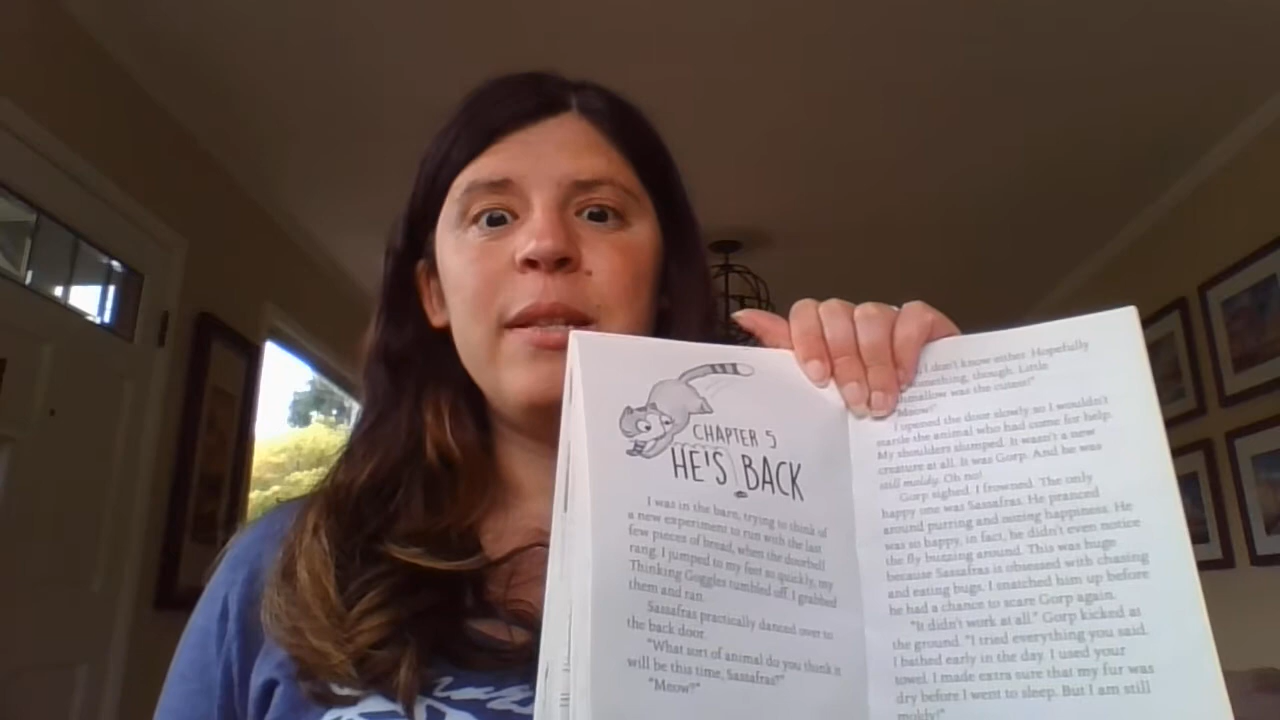 CHAPTER 5
HE'S BACK
I was in the barn, trying to think of
a new experiment to run with the last
few pieces of bread, when the doorbell
rang. I jumped to my feet so quickly, my
Thinking Goggles tumbled off. I grabbed
them and ran.
Sassafras practically danced over to
the back door.
"What sort of animal do you think it
will be this time, Sassafras?"
"Meow?"
I don't know either. Hopefully
something, though. Little
shmallow was the cutest!"
"Meow!"
I opened the door slowly so I wouldn't
startle the animal who had come for help.
My shoulders slumped. It wasn't a new
creature at all. It was Gorp. And he was
still moldy. Oh no!
Gorp sighed. I frowned. The only
happy one was Sassafras. He pranced
around purring and oozing happiness. He
was so happy, in fact, he didn't even notice
the fly buzzing around. This was huge
because Sassafras is obsessed with chasing
and eating bugs. I snatched him up before
he had a chance to scare Gorp again.
"It didn't work at all." Gorp kicked at
the ground. "I tried everything you said.
I bathed early in the day. I used your
towel. I made extra sure that my fur was
dry before I went to sleep. But I am still
moldy!"